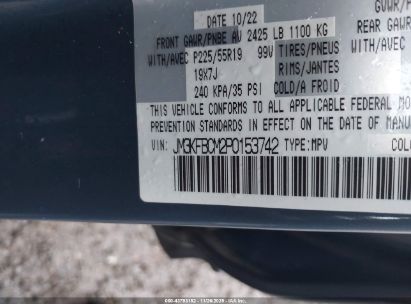 GVWR/P
DATE 10/22
FRONT GAWR/PNBE AV 2425 LB 1100 KG
REAR GAWR
WITH/AVEC P225/55R19 99V TIRES/PNEUS
WITH/AVEC
19X7J RIMS/JANTES
240 KPA/35 PSI COLD/A FROID
THIS VEHICLE CONFORMS TO ALL APPLICABLE FEDERAL MO
PREVENTION STANDARDS IN EFFECT ON THE DATE OF MANU
VIN: JM3KFBCM2P0153742 TYPE:MPV